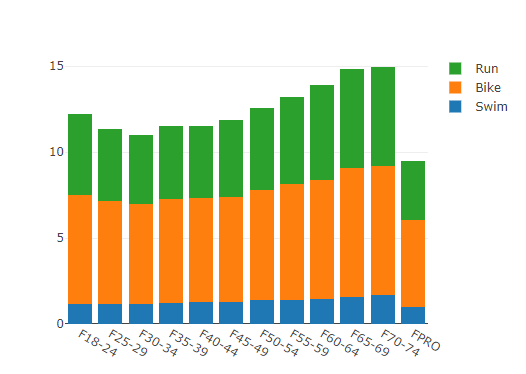 15
10
5
0
F18-24
F25-29
F30-34
F35-39
F40-44
F45-49
F50-54
F55-59
F60-64
F65-69
F70-74
FPRO
Run
Bike
Swim